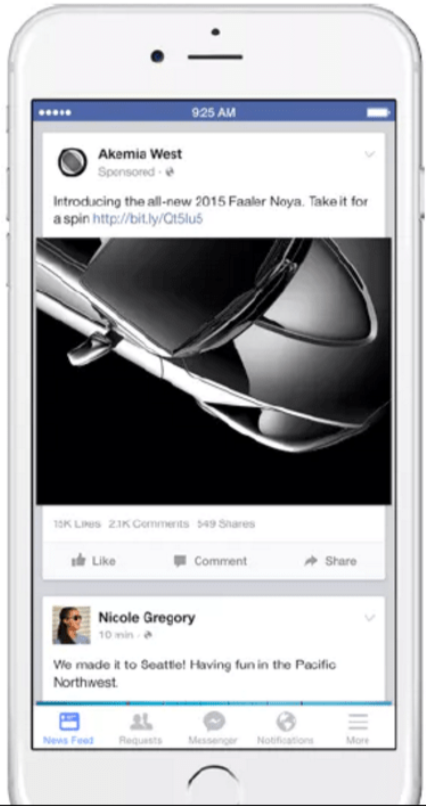 9:25 AM
Akemia West
Sponsored ·
Introducing the all-new 2015 Faaler Noya. Take it for
a spin http://bit.ly/Qt5lu5
15K Likes 2.1K Comments 549 Shares
Like Comment Share
Nicole Gregory
10 min ·
We made it to Seattle! Having fun in the Pacific
Northwest.
News Feed Requests Messenger Notifications More